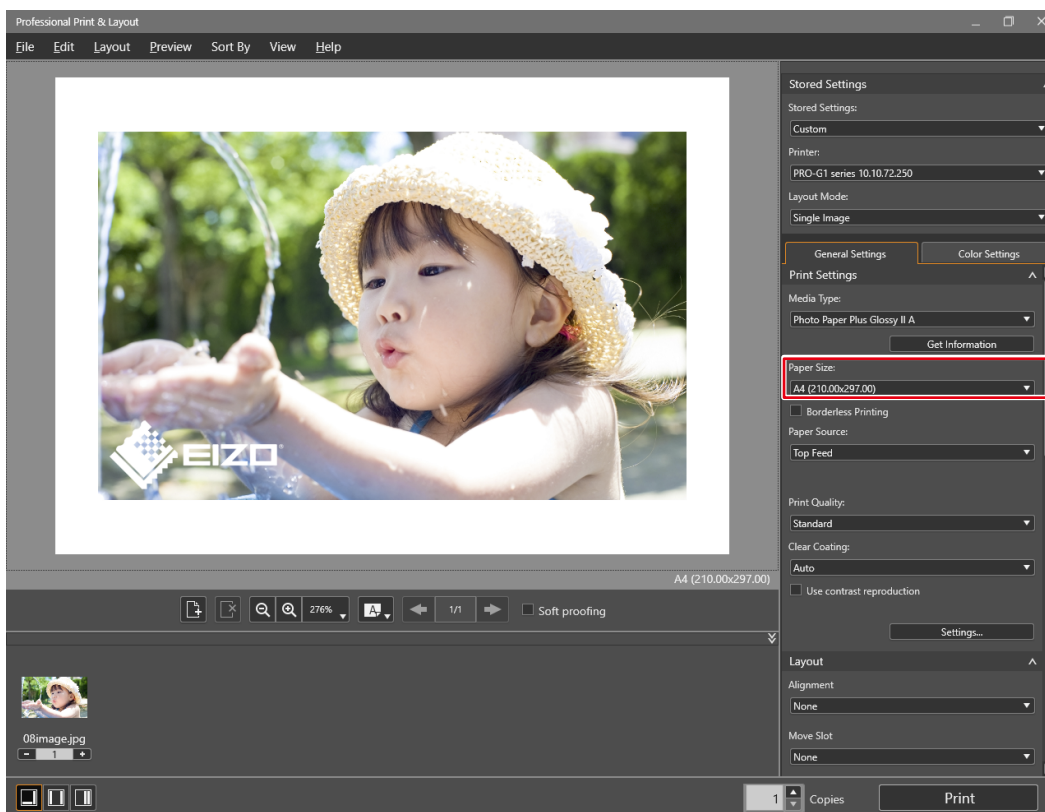 Professional Print & Layout
File Edit Layout Preview Sort By View Help
EIZO
A4 (210.00x297.00)
276%
A
1/1
Soft proofing
08image.jpg
- 1 +
Stored Settings
Stored Settings:
Custom
Printer:
PRO-G1 series 10.10.72.250
Layout Mode:
Single Image
General Settings Color Settings
Print Settings
Media Type:
Photo Paper Plus Glossy II A
Get Information
Paper Size:
A4 (210.00x297.00)
Borderless Printing
Paper Source:
Top Feed
Print Quality:
Standard
Clear Coating:
Auto
Use contrast reproduction
Settings...
Layout
Alignment
None
Move Slot
None
1 Copies Print